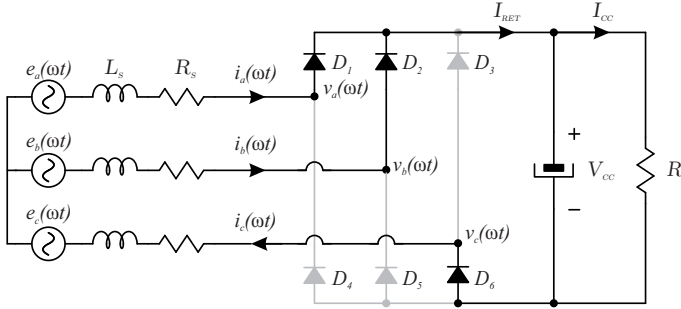 I_RET I_CC
e_a(ωt) L_s R_s i_a(ωt) D_1 D_2 D_3
v_a(ωt)
e_b(ωt) i_b(ωt) v_b(ωt) + V_CC R
e_c(ωt) i_c(ωt) v_c(ωt) −
D_4 D_5 D_6